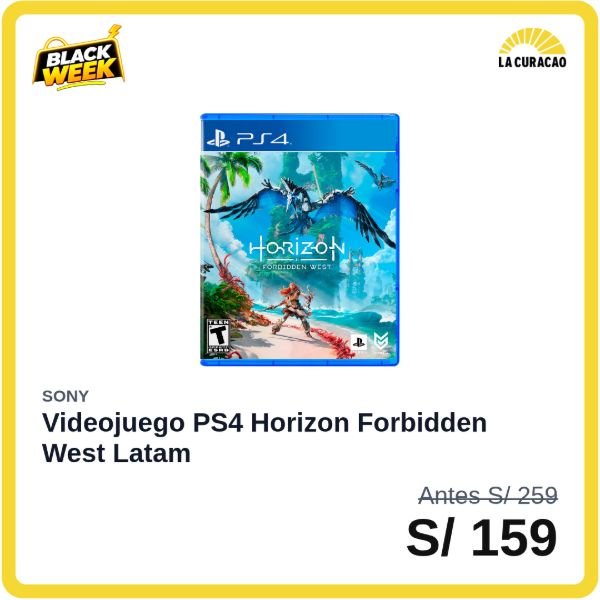 BLACK
WEEK
LA CURACAO
PS4
HORIZON
FORBIDDEN WEST
TEEN
T
ESRB
SONY
Videojuego PS4 Horizon Forbidden
West Latam
Antes S/ 259
S/ 159